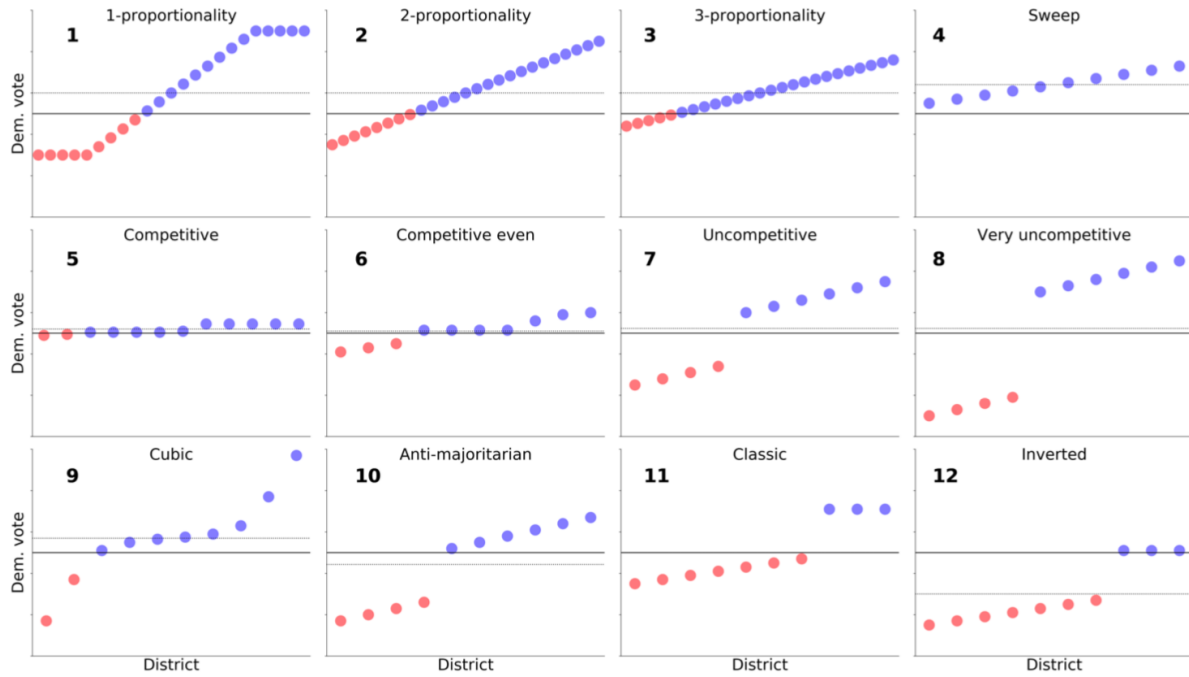 1-proportionality
1
2-proportionality
2
3-proportionality
3
Sweep
4
Dem. vote
Competitive
5
Competitive even
6
Uncompetitive
7
Very uncompetitive
8
Dem. vote
Cubic
9
Anti-majoritarian
10
Classic
11
Inverted
12
Dem. vote
District
District
District
District